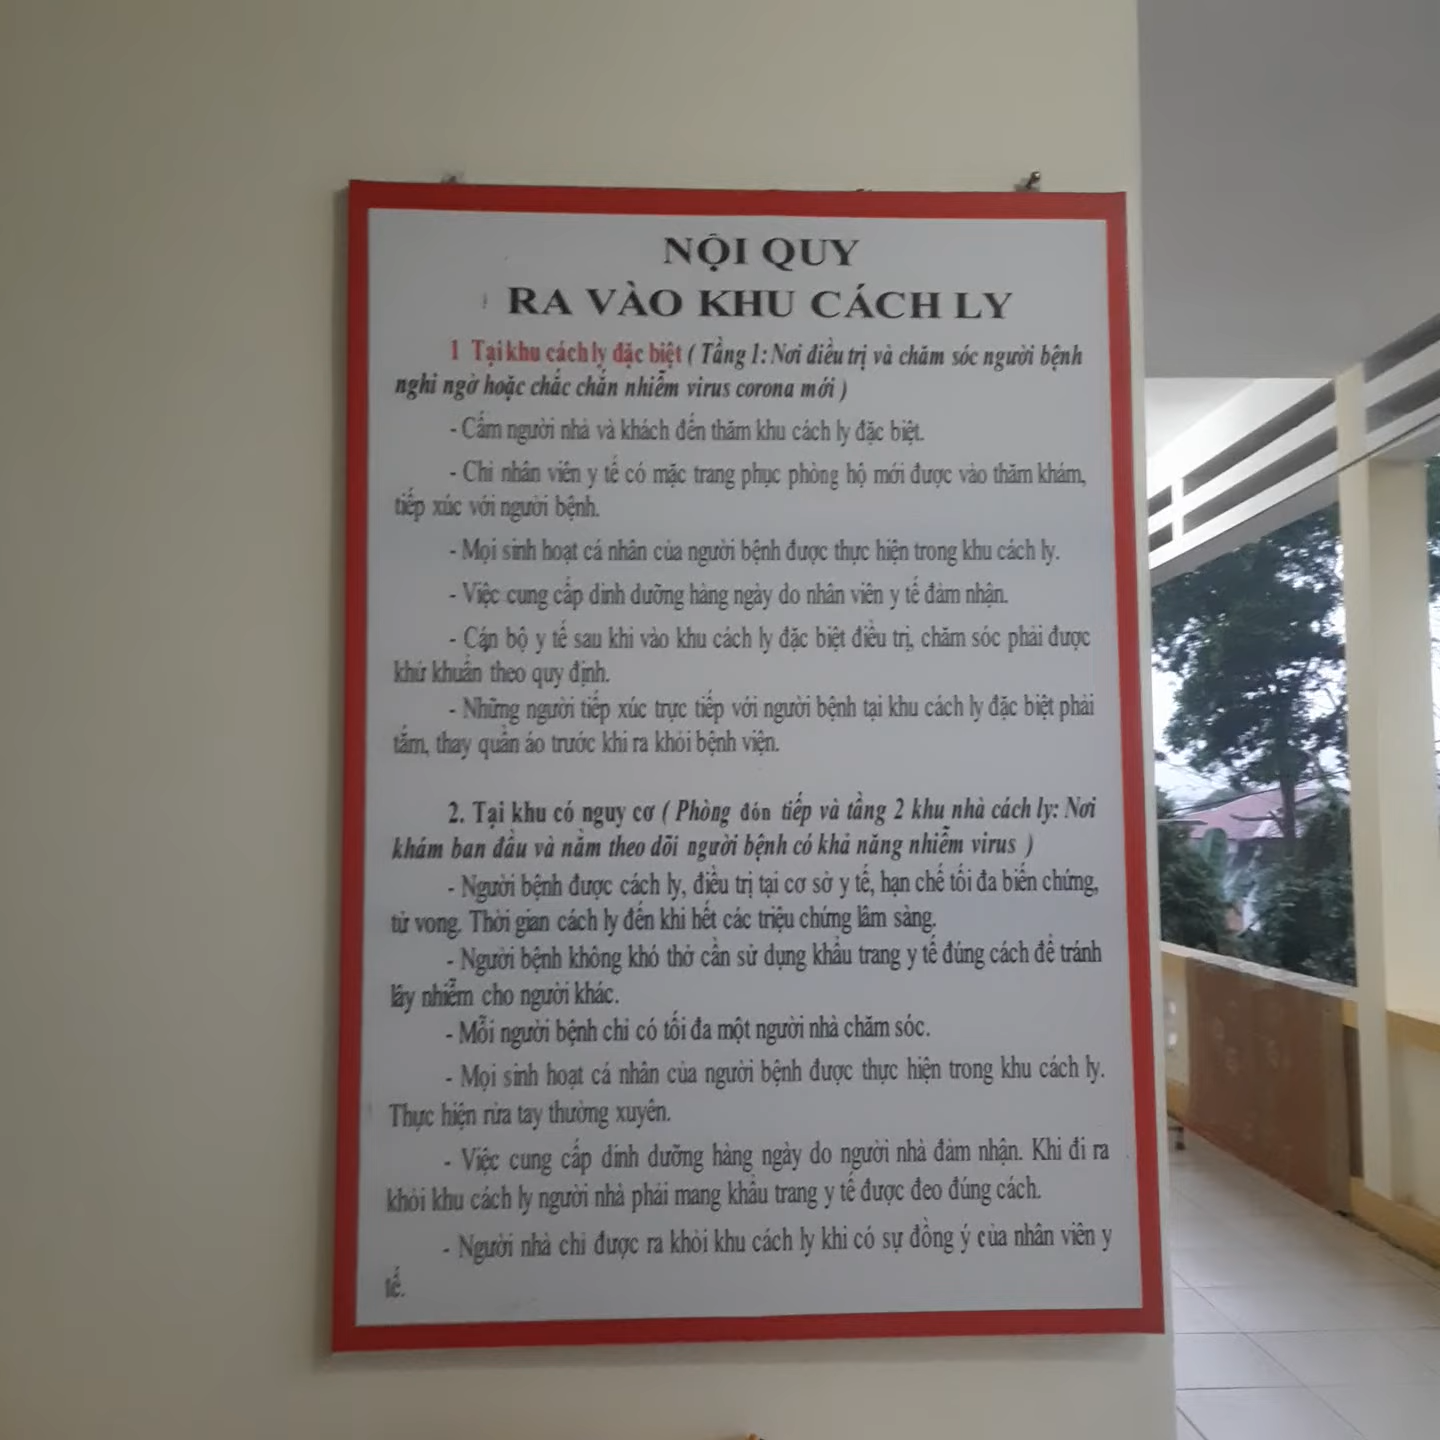 NỘI QUY
RA VÀO KHU CÁCH LY
1 Tại khu cách ly đặc biệt ( Tầng 1: Nơi điều trị và chăm sóc người bệnh
nghi ngờ hoặc chắc chắn nhiễm virus corona mới )
- Cấm người nhà và khách đến thăm khu cách ly đặc biệt.
- Chỉ nhân viên y tế có mặc trang phục phòng hộ mới được vào thăm khám,
tiếp xúc với người bệnh.
- Mọi sinh hoạt cá nhân của người bệnh được thực hiện trong khu cách ly.
- Việc cung cấp dinh dưỡng hàng ngày do nhân viên y tế đảm nhận.
- Cán bộ y tế sau khi vào khu cách ly đặc biệt điều trị, chăm sóc phải được
khử khuẩn theo quy định.
- Những người tiếp xúc trực tiếp với người bệnh tại khu cách ly đặc biệt phải
tắm, thay quần áo trước khi ra khỏi bệnh viện.
2. Tại khu có nguy cơ ( Phòng đón tiếp và tầng 2 khu nhà cách ly: Nơi
khám ban đầu và nằm theo dõi người bệnh có khả năng nhiễm virus )
- Người bệnh được cách ly, điều trị tại cơ sở y tế, hạn chế tối đa biến chứng,
tử vong. Thời gian cách ly đến khi hết các triệu chứng lâm sàng.
- Người bệnh không khó thở cần sử dụng khẩu trang y tế đúng cách để tránh
lây nhiễm cho người khác.
- Mỗi người bệnh chỉ có tối đa một người nhà chăm sóc.
- Mọi sinh hoạt cá nhân của người bệnh được thực hiện trong khu cách ly.
Thực hiện rửa tay thường xuyên.
- Việc cung cấp dinh dưỡng hàng ngày do người nhà đảm nhận. Khi đi ra
khỏi khu cách ly người nhà phải mang khẩu trang y tế được đeo đúng cách.
- Người nhà chỉ được ra khỏi khu cách ly khi có sự đồng ý của nhân viên y
tế.